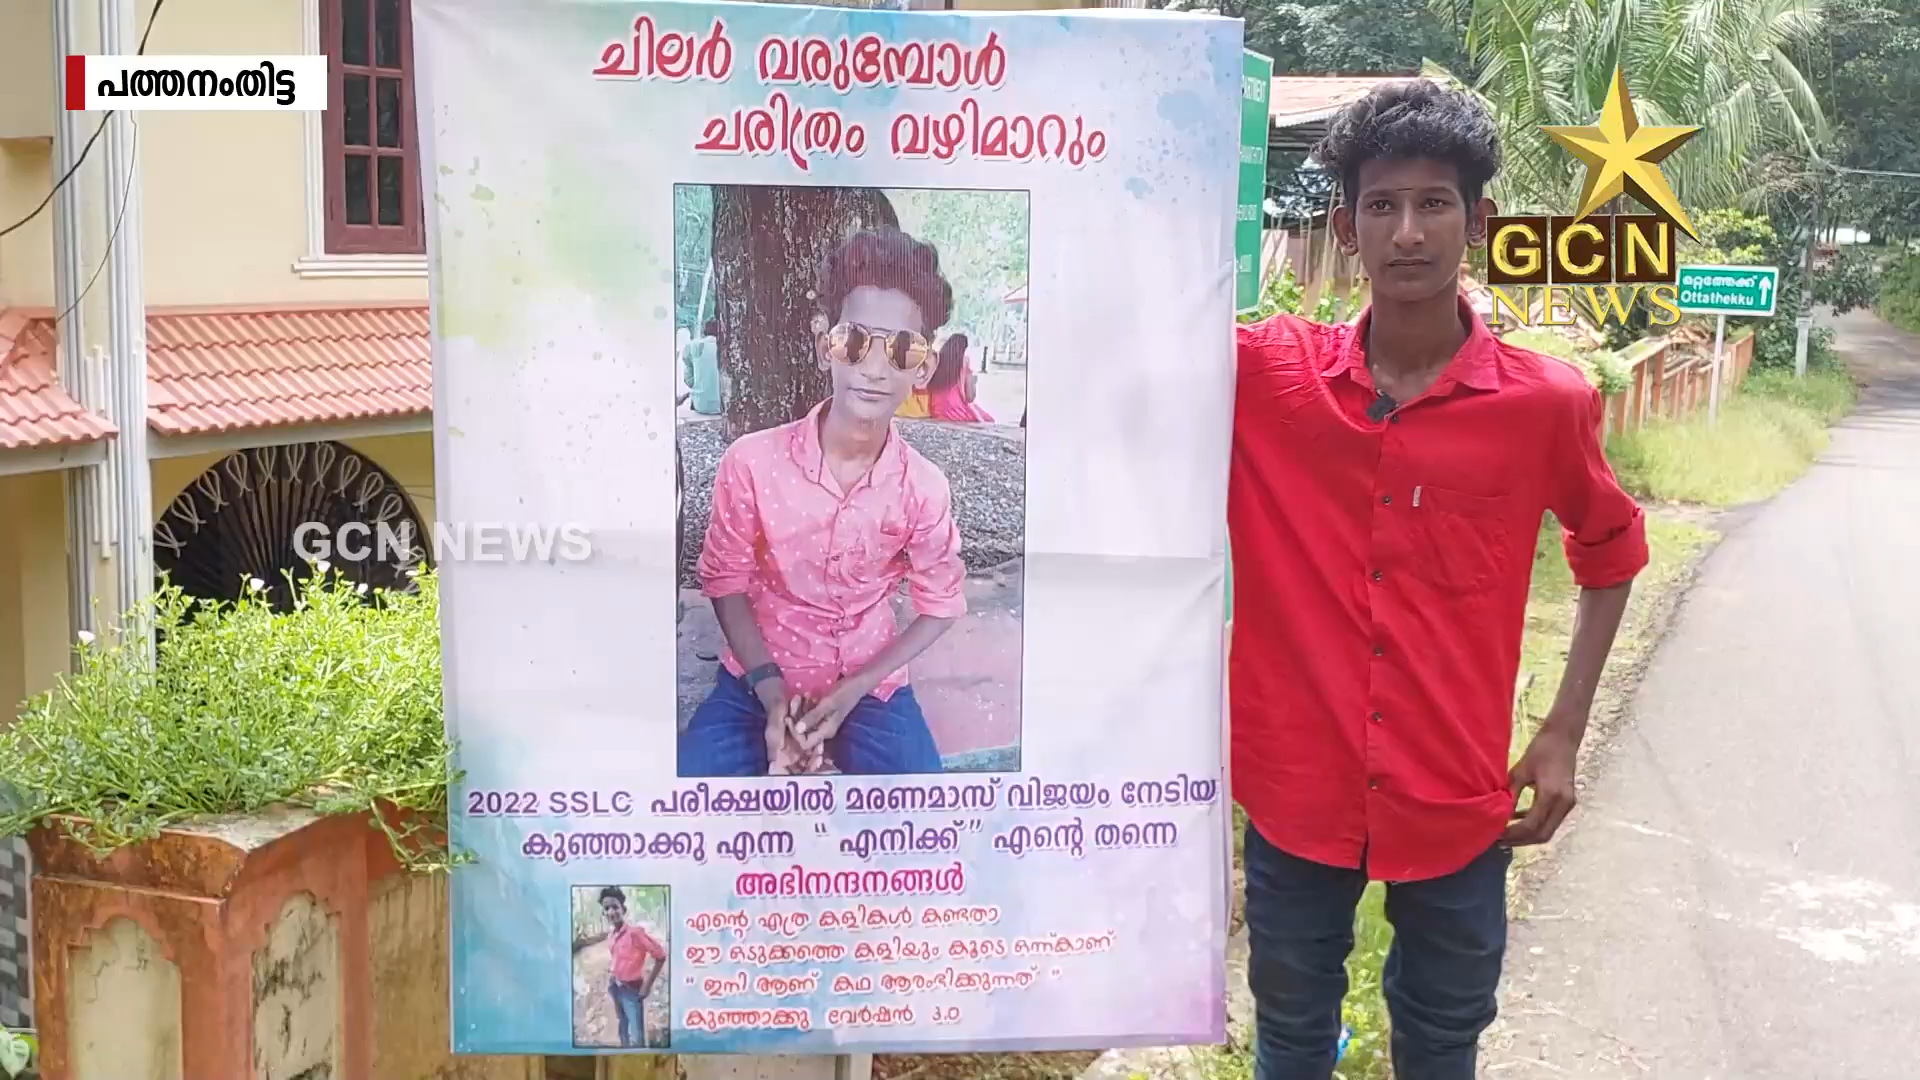 പത്തനംതിട്ട
ചിലർ വരുമ്പോൾ
ചരിത്രം വഴിമാറും
GCN
NEWS
ഒറ്റത്തേക്ക്
Ottathekku
GCN NEWS
2022 SSLC പരീക്ഷയിൽ മരണമാസ് വിജയം നേടിയ
കുഞ്ഞാക്കു എന്ന " എനിക്ക് " എന്റെ തന്നെ
അഭിനന്ദനങ്ങൾ
എന്റെ എത്ര കളികൾ കണ്ടതാ
ഈ ഒടുക്കത്തെ കളിയും കൂടെ ഒന്ന്കാണ്
" ഇനി ആണ് കഥ ആരംഭിക്കുന്നത് "
കുഞ്ഞാക്കു വേർഷൻ 3.0